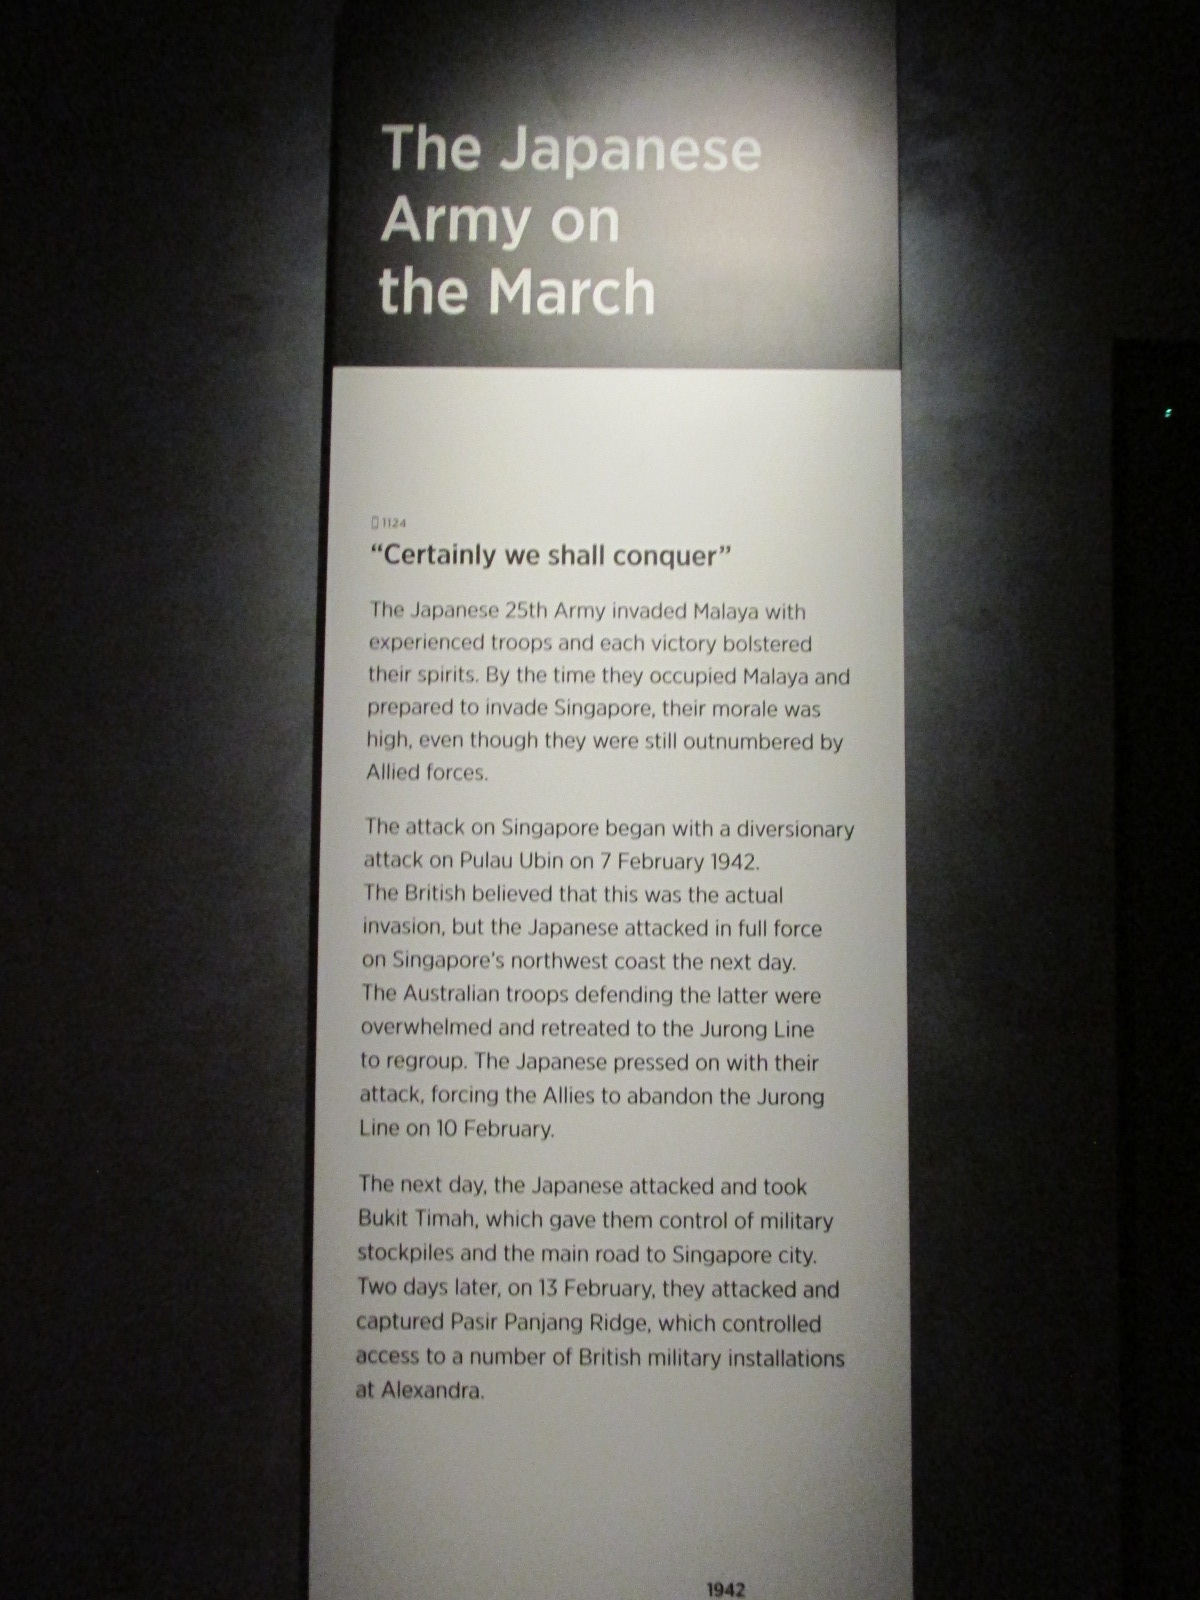 The Japanese
Army on
the March
1124
“Certainly we shall conquer”
The Japanese 25th Army invaded Malaya with
experienced troops and each victory bolstered
their spirits. By the time they occupied Malaya and
prepared to invade Singapore, their morale was
high, even though they were still outnumbered by
Allied forces.
The attack on Singapore began with a diversionary
attack on Pulau Ubin on 7 February 1942.
The British believed that this was the actual
invasion, but the Japanese attacked in full force
on Singapore's northwest coast the next day.
The Australian troops defending the latter were
overwhelmed and retreated to the Jurong Line
to regroup. The Japanese pressed on with their
attack, forcing the Allies to abandon the Jurong
Line on 10 February.
The next day, the Japanese attacked and took
Bukit Timah, which gave them control of military
stockpiles and the main road to Singapore city.
Two days later, on 13 February, they attacked and
captured Pasir Panjang Ridge, which controlled
access to a number of British military installations
at Alexandra.
1942